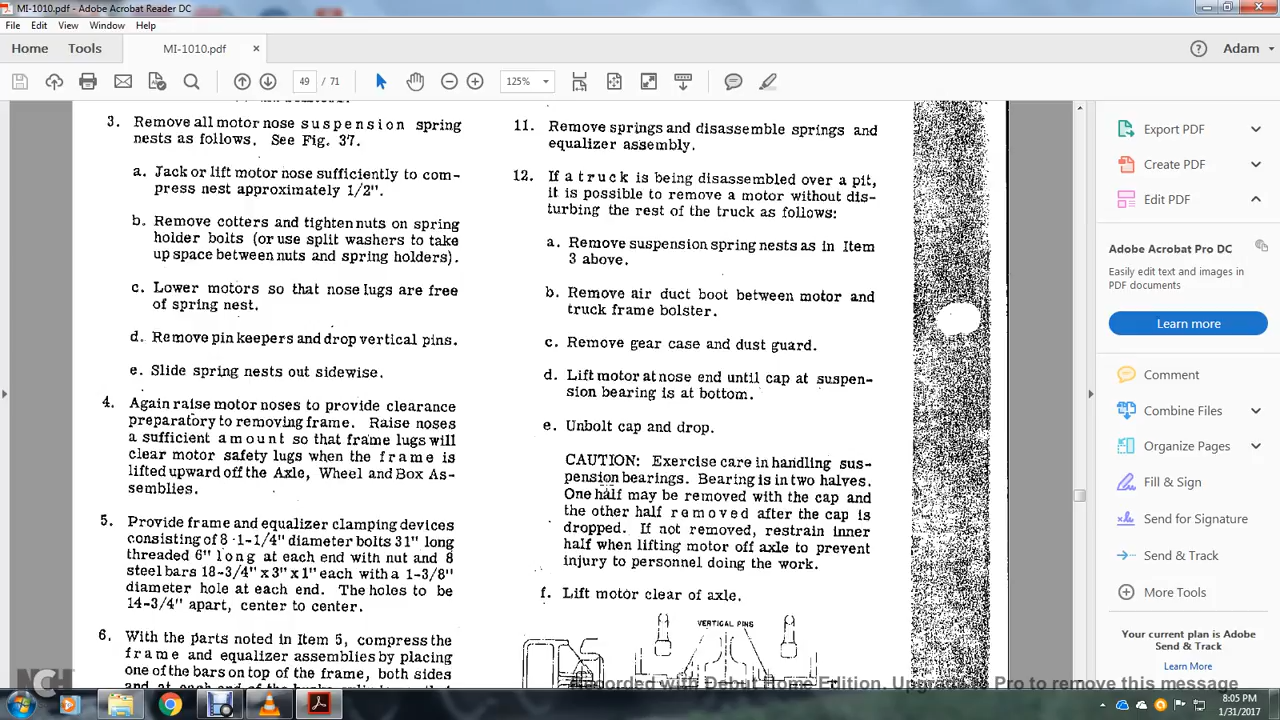 MI-1010.pdf - Adobe Acrobat Reader DC
File Edit View Window Help
Home Tools MI-1010.pdf × Adam
49 / 71 125%
3. Remove all motor nose suspension spring
nests as follows. See Fig. 37.
a. Jack or lift motor nose sufficiently to com-
press nest approximately 1/2".
b. Remove cotters and tighten nuts on spring
holder bolts (or use split washers to take
up space between nuts and spring holders).
c. Lower motors so that nose lugs are free
of spring nest.
d. Remove pin keepers and drop vertical pins.
e. Slide spring nests out sidewise.
4. Again raise motor noses to provide clearance
preparatory to removing frame. Raise noses
a sufficient amount so that frame lugs will
clear motor safety lugs when the frame is
lifted upward off the Axle, Wheel and Box As-
semblies.
5. Provide frame and equalizer clamping devices
consisting of 8 1-1/4" diameter bolts 31" long
threaded 6" long at each end with nut and 8
steel bars 18-3/4" x 3" x 1" each with a 1-3/8"
diameter hole at each end. The holes to be
14-3/4" apart, center to center.
6. With the parts noted in Item 5, compress the
frame and equalizer assemblies by placing
one of the bars on top of the frame, both sides
11. Remove springs and disassemble springs and
equalizer assembly.
12. If a truck is being disassembled over a pit,
it is possible to remove a motor without dis-
turbing the rest of the truck as follows:
a. Remove suspension spring nests as in Item
3 above.
b. Remove air duct boot between motor and
truck frame bolster.
c. Remove gear case and dust guard.
d. Lift motor at nose end until cap at suspen-
sion bearing is at bottom.
e. Unbolt cap and drop.
CAUTION: Exercise care in handling sus-
pension bearings. Bearing is in two halves.
One half may be removed with the cap and
the other half removed after the cap is
dropped. If not removed, restrain inner
half when lifting motor off axle to prevent
injury to personnel doing the work.
f. Lift motor clear of axle.
VERTICAL PINS
Export PDF
Create PDF
Edit PDF
Adobe Acrobat Pro DC
Easily edit text and images in
PDF documents
Learn more
Comment
Combine Files
Organize Pages
Fill & Sign
Send for Signature
Send & Track
More Tools
Your current plan is Adobe
Send & Track
Learn More
NCH
Recorded with Debut Home Edition. Upgrade to Pro to remove this message
8:05 PM
1/31/2017